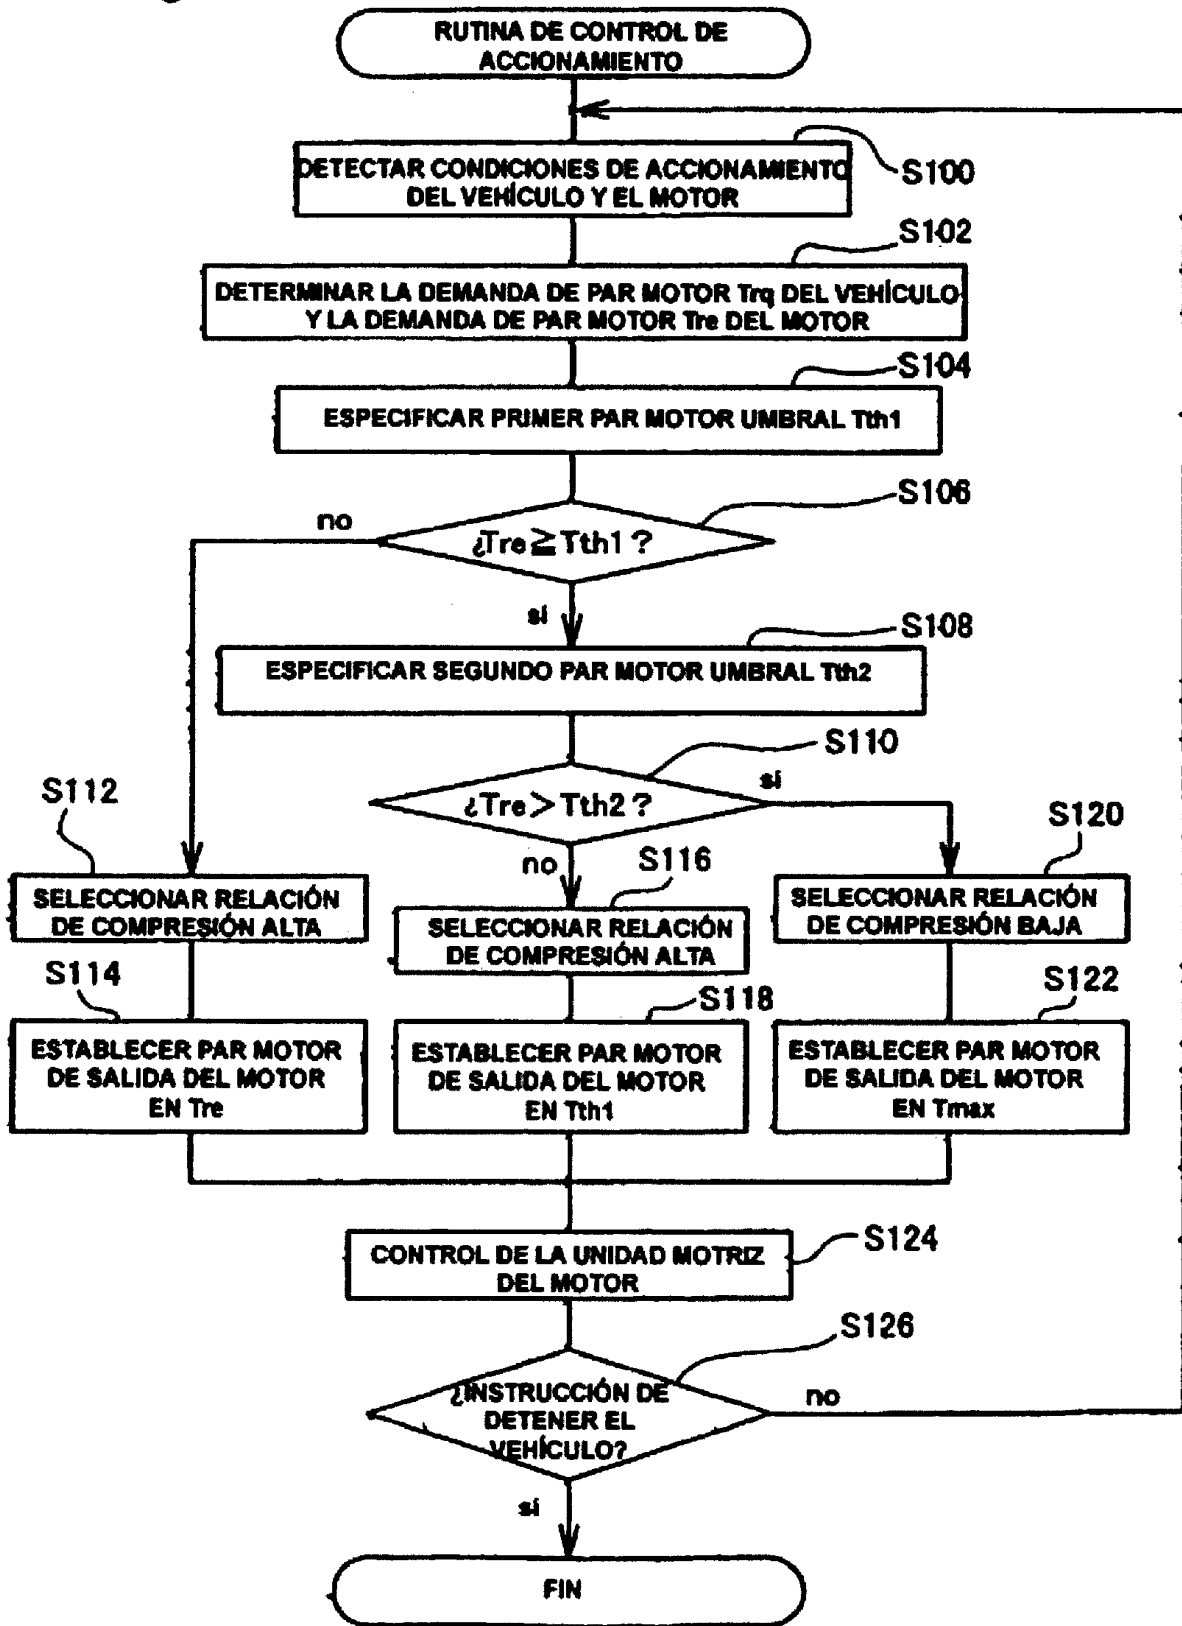 RUTINA DE CONTROL DE
ACCIONAMIENTO
DETECTAR CONDICIONES DE ACCIONAMIENTO
DEL VEHÍCULO Y EL MOTOR
S100
S102
DETERMINAR LA DEMANDA DE PAR MOTOR Trq DEL VEHÍCULO
Y LA DEMANDA DE PAR MOTOR Tre DEL MOTOR
S104
ESPECIFICAR PRIMER PAR MOTOR UMBRAL Tth1
S106
no
¿Tre≧Tth1?
sí
S108
ESPECIFICAR SEGUNDO PAR MOTOR UMBRAL Tth2
S110
sí
¿Tre>Tth2?
no
S112
SELECCIONAR RELACIÓN
DE COMPRESIÓN ALTA
S116
SELECCIONAR RELACIÓN
DE COMPRESIÓN ALTA
S120
SELECCIONAR RELACIÓN
DE COMPRESIÓN BAJA
S114
ESTABLECER PAR MOTOR
DE SALIDA DEL MOTOR
EN Tre
S118
ESTABLECER PAR MOTOR
DE SALIDA DEL MOTOR
EN Tth1
S122
ESTABLECER PAR MOTOR
DE SALIDA DEL MOTOR
EN Tmax
S124
CONTROL DE LA UNIDAD MOTRIZ
DEL MOTOR
S126
¿INSTRUCCIÓN DE
DETENER EL
VEHÍCULO?
no
sí
FIN